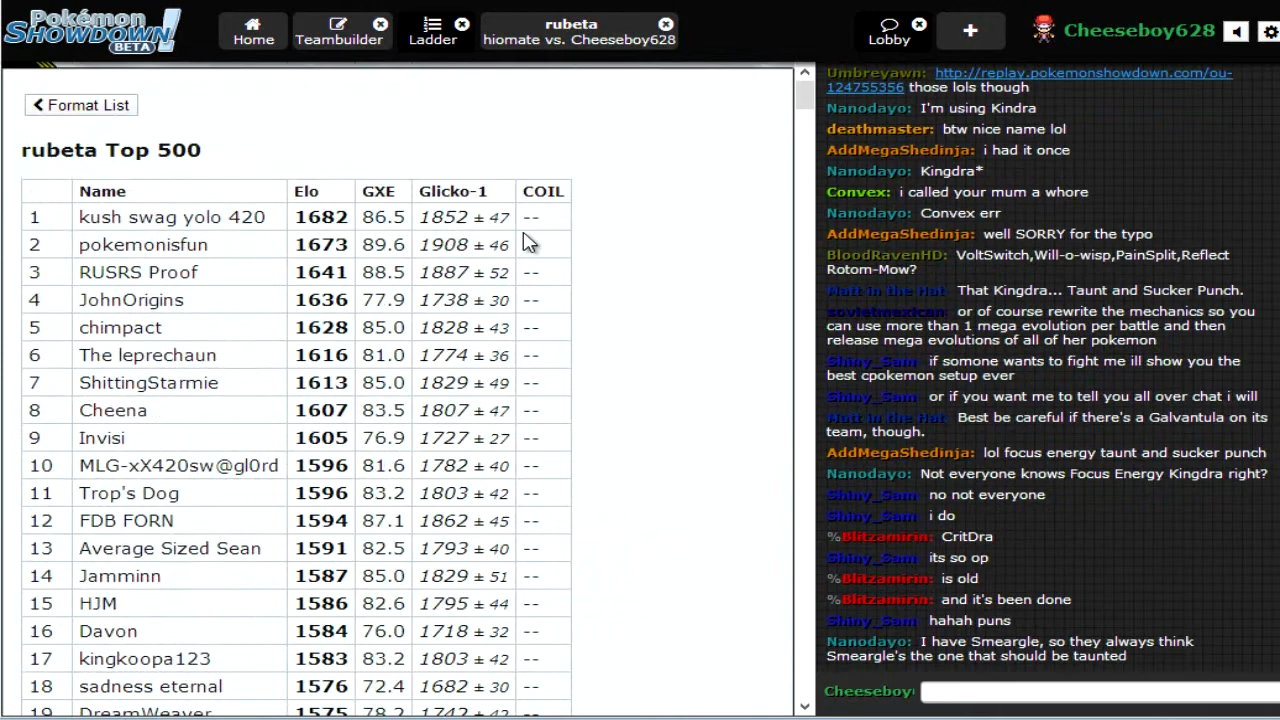 Pokémon
SHOWDOWN!
BETA
Home
Teambuilder
Ladder
rubeta
hiomate vs. Cheeseboy628
Lobby
+
Cheeseboy628
Format List
rubeta Top 500
Name Elo GXE Glicko-1 COIL
1 kush swag yolo 420 1682 86.5 1852 ± 47 --
2 pokemonisfun 1673 89.6 1908 ± 46 --
3 RUSRS Proof 1641 88.5 1887 ± 52 --
4 JohnOrigins 1636 77.9 1738 ± 30 --
5 chimpact 1628 85.0 1828 ± 43 --
6 The leprechaun 1616 81.0 1774 ± 36 --
7 ShittingStarmie 1613 85.0 1829 ± 49 --
8 Cheena 1607 83.5 1807 ± 47 --
9 Invisi 1605 76.9 1727 ± 27 --
10 MLG-xX420sw@gl0rd 1596 81.6 1782 ± 40 --
11 Trop's Dog 1596 83.2 1803 ± 42 --
12 FDB FORN 1594 87.1 1862 ± 45 --
13 Average Sized Sean 1591 82.5 1793 ± 40 --
14 Jamminn 1587 85.0 1829 ± 51 --
15 HJM 1586 82.6 1795 ± 44 --
16 Davon 1584 76.0 1718 ± 32 --
17 kingkoopa123 1583 83.2 1803 ± 42 --
18 sadness eternal 1576 72.4 1682 ± 30 --
19 DreamWeaver 1575 78.2 1742 ± 42 --
Umbreyawn: http://replay.pokemonshowdown.com/ou-
124755356 those lols though
Nanodayo: I'm using Kindra
deathmaster: btw nice name lol
AddMegaShedinja: i had it once
Nanodayo: Kingdra*
Convex: i called your mum a whore
Nanodayo: Convex err
AddMegaShedinja: well SORRY for the typo
BloodRavenHD: VoltSwitch,Will-o-wisp,PainSplit,Reflect
Rotom-Mow?
Matt in the Hat: That Kingdra... Taunt and Sucker Punch.
sovietmexican: or of course rewrite the mechanics so you
can use more than 1 mega evolution per battle and then
release mega evolutions of all of her pokemon
Shiny_Sam: if somone wants to fight me ill show you the
best cpokemon setup ever
Shiny_Sam: or if you want me to tell you all over chat i will
Matt in the Hat: Best be careful if there's a Galvantula on its
team, though.
AddMegaShedinja: lol focus energy taunt and sucker punch
Nanodayo: Not everyone knows Focus Energy Kingdra right?
Shiny_Sam: no not everyone
Shiny_Sam: i do
%Blitzamirin: CritDra
Shiny_Sam: its so op
%Blitzamirin: is old
%Blitzamirin: and it's been done
Shiny_Sam: hahah puns
Nanodayo: I have Smeargle, so they always think
Smeargle's the one that should be taunted
Cheeseboy